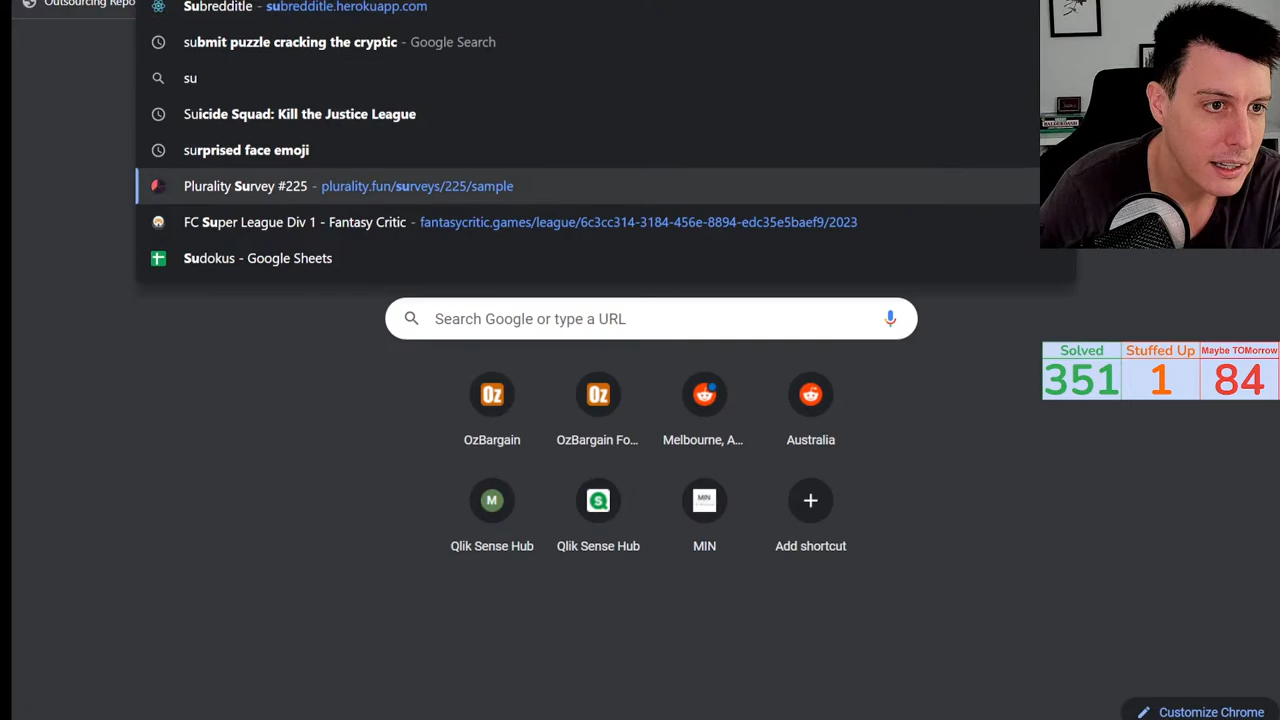 Outsourcing Repo
Subredditle - subredditle.herokuapp.com
submit puzzle cracking the cryptic - Google Search
su
Suicide Squad: Kill the Justice League
surprised face emoji
Plurality Survey #225 - plurality.fun/surveys/225/sample
FC Super League Div 1 - Fantasy Critic - fantasycritic.games/league/6c3cc314-3184-456e-8894-edc35e5baef9/2023
Sudokus - Google Sheets
Search Google or type a URL
Solved Stuffed Up Maybe TOMorrow
351 1 84
Oz Oz
OzBargain OzBargain Fo... Melbourne, A... Australia
M S MIN
Qlik Sense Hub Qlik Sense Hub MIN Add shortcut
Customize Chrome